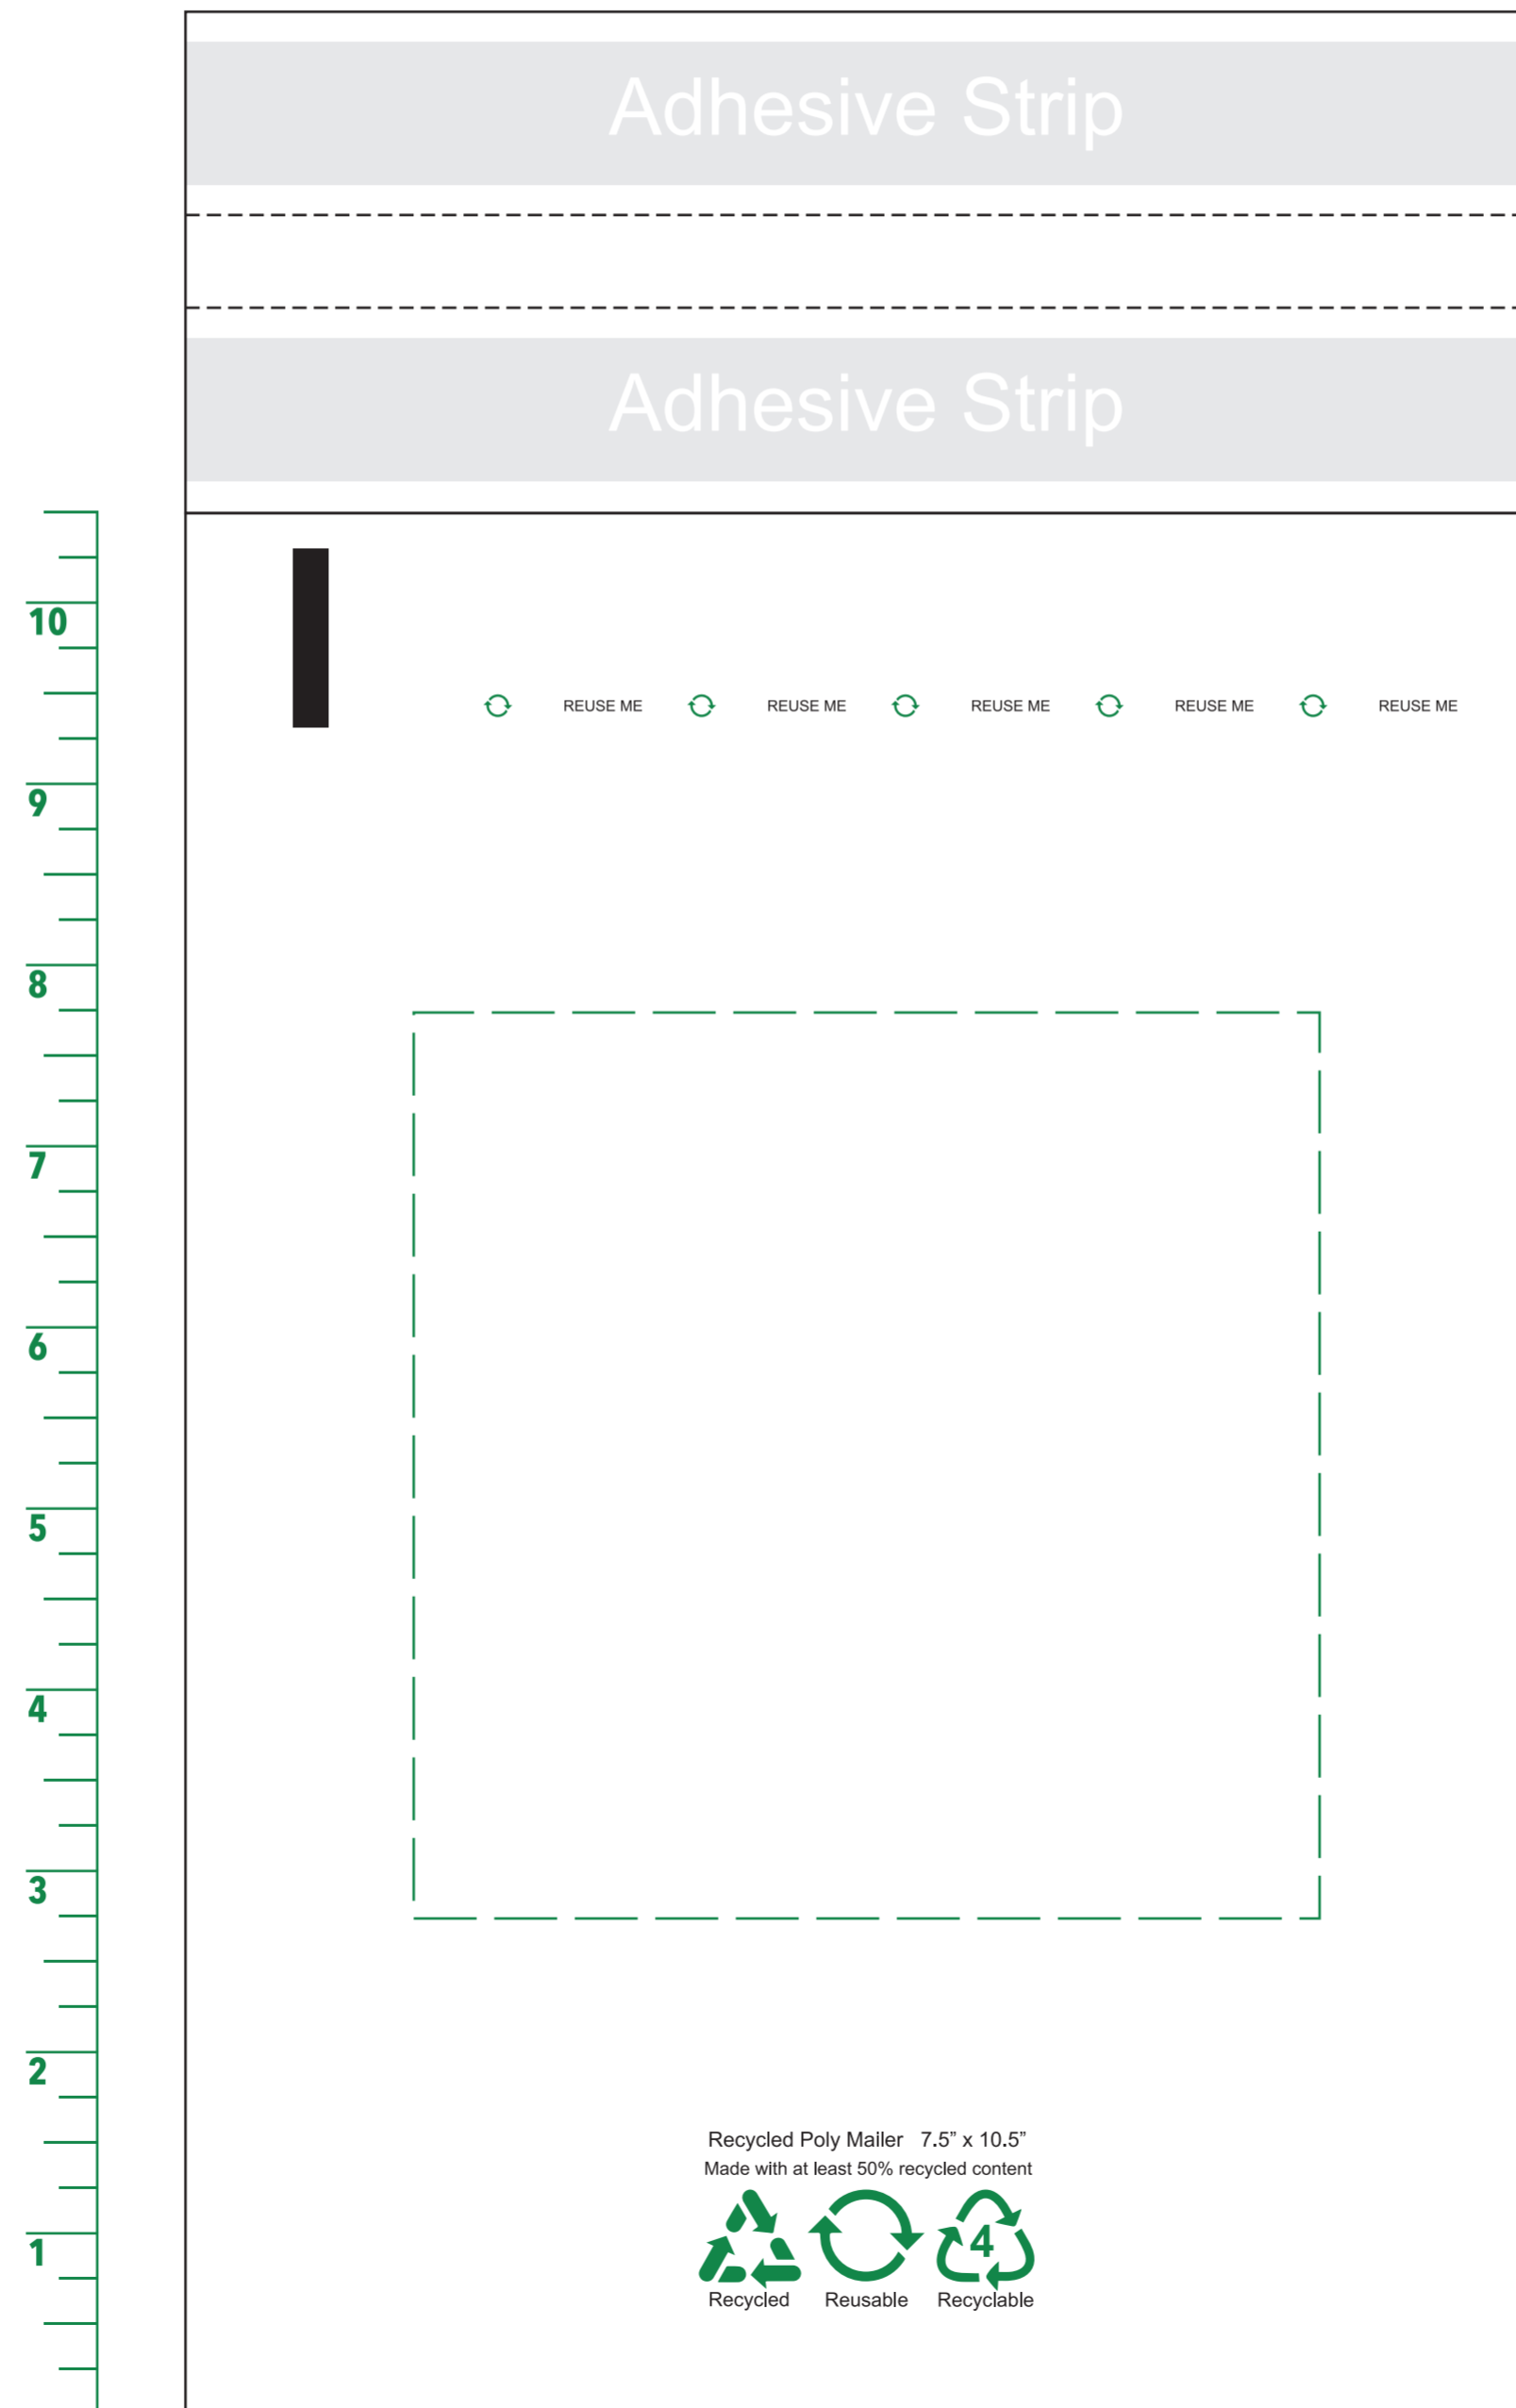 Adhesive Strip
Adhesive Strip
REUSE ME REUSE ME REUSE ME REUSE ME REUSE ME
10
9
8
7
6
5
4
3
2
1
Recycled Poly Mailer 7.5” x 10.5”
Made with at least 50% recycled content
4
Recycled Reusable Recyclable